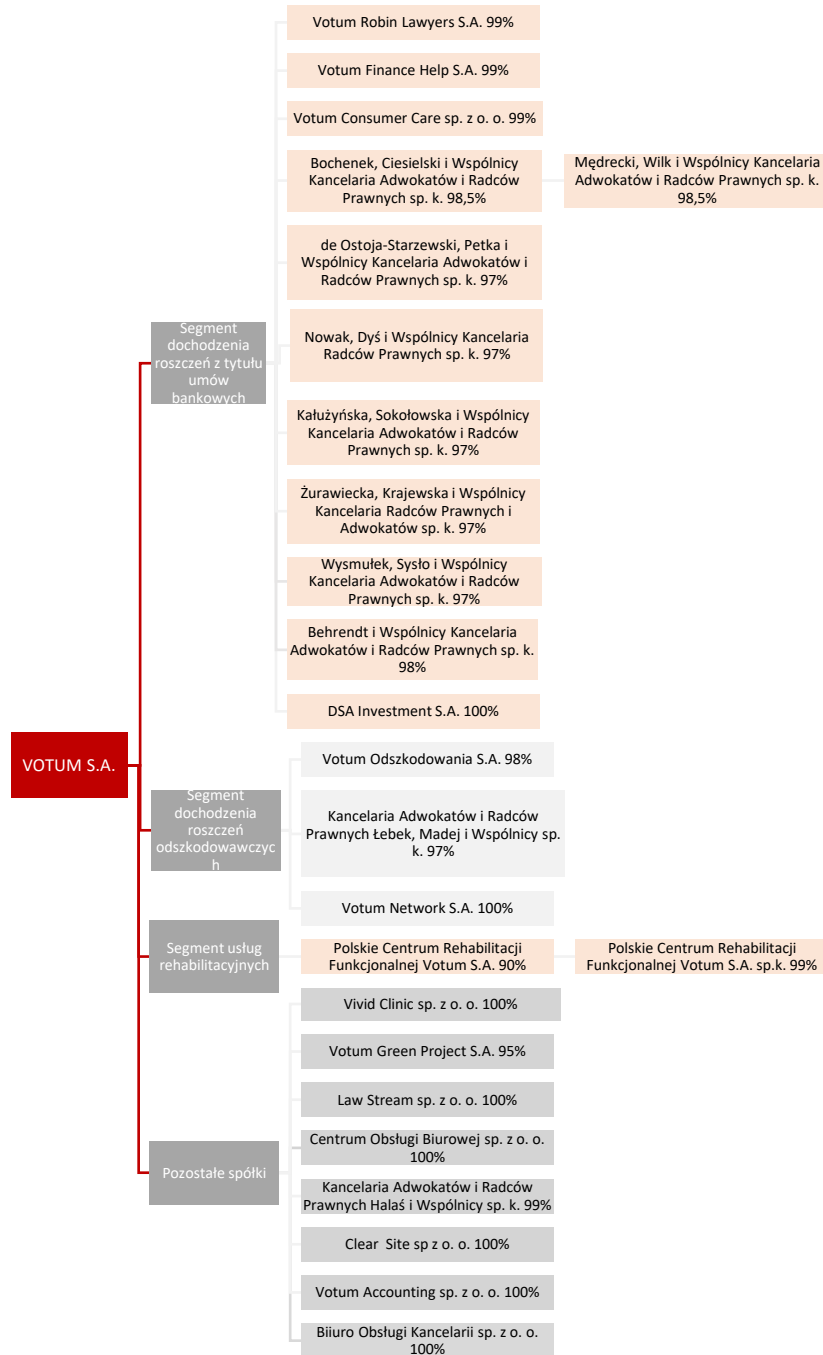 Votum Robin Lawyers S.A. 99%
Votum Finance Help S.A. 99%
Votum Consumer Care sp. z o. o. 99%
Bochenek, Ciesielski i Wspólnicy
Kancelaria Adwokatów i Radców
Prawnych sp. k. 98,5%
Mędrecki, Wilk i Wspólnicy Kancelaria
Adwokatów i Radców Prawnych sp. k.
98,5%
de Ostoja-Starzewski, Petka i
Wspólnicy Kancelaria Adwokatów i
Radców Prawnych sp. k. 97%
Segment
dochodzenia
roszczeń z tytułu
umów
bankowych
Nowak, Dyś i Wspólnicy Kancelaria
Radców Prawnych sp. k. 97%
Kałużyńska, Sokołowska i Wspólnicy
Kancelaria Adwokatów i Radców
Prawnych sp. k. 97%
Żurawiecka, Krajewska i Wspólnicy
Kancelaria Radców Prawnych i
Adwokatów sp. k. 97%
Wysmułek, Sysło i Wspólnicy
Kancelaria Adwokatów i Radców
Prawnych sp. k. 97%
Behrendt i Wspólnicy Kancelaria
Adwokatów i Radców Prawnych sp. k.
98%
DSA Investment S.A. 100%
VOTUM S.A.
Votum Odszkodowania S.A. 98%
Segment
dochodzenia
roszczeń
odszkodowawczyc
h
Kancelaria Adwokatów i Radców
Prawnych Łebek, Madej i Wspólnicy sp.
k. 97%
Votum Network S.A. 100%
Segment usług
rehabilitacyjnych
Polskie Centrum Rehabilitacji
Funkcjonalnej Votum S.A. 90%
Polskie Centrum Rehabilitacji
Funkcjonalnej Votum S.A. sp.k. 99%
Vivid Clinic sp. z o. o. 100%
Votum Green Project S.A. 95%
Law Stream sp. z o. o. 100%
Centrum Obsługi Biurowej sp. z o. o.
100%
Pozostałe spółki
Kancelaria Adwokatów i Radców
Prawnych Halaś i Wspólnicy sp. k. 99%
Clear Site sp z o. o. 100%
Votum Accounting sp. z o. o. 100%
Biiuro Obsługi Kancelarii sp. z o. o.
100%